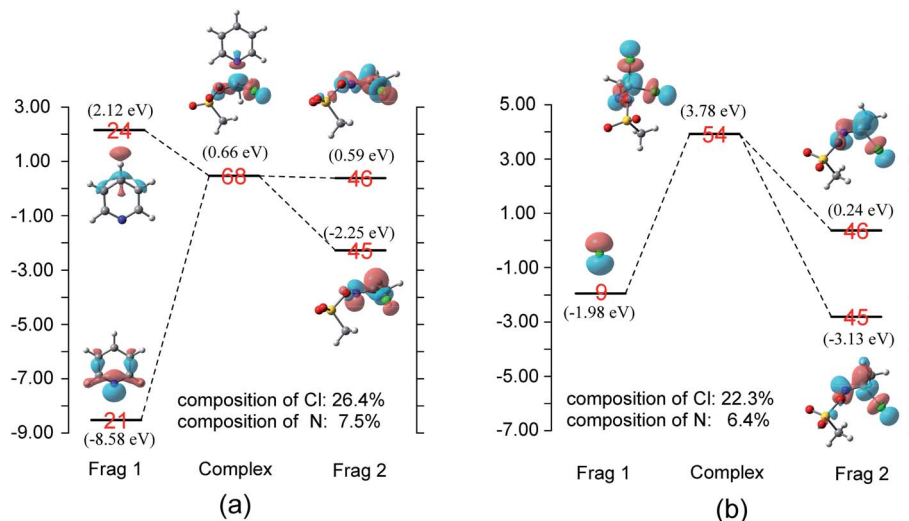 3.00
1.00
-1.00
-3.00
-5.00
-7.00
-9.00
(2.12 eV)
24
(0.66 eV)
68
(0.59 eV)
46
(-2.25 eV)
45
21
(-8.58 eV)
composition of Cl: 26.4%
composition of N: 7.5%
Frag 1 Complex Frag 2
(a)
5.00
3.00
1.00
-1.00
-3.00
-5.00
-7.00
(3.78 eV)
54
(0.24 eV)
46
9
(-1.98 eV)
45
(-3.13 eV)
composition of Cl: 22.3%
composition of N: 6.4%
Frag 1 Complex Frag 2
(b)